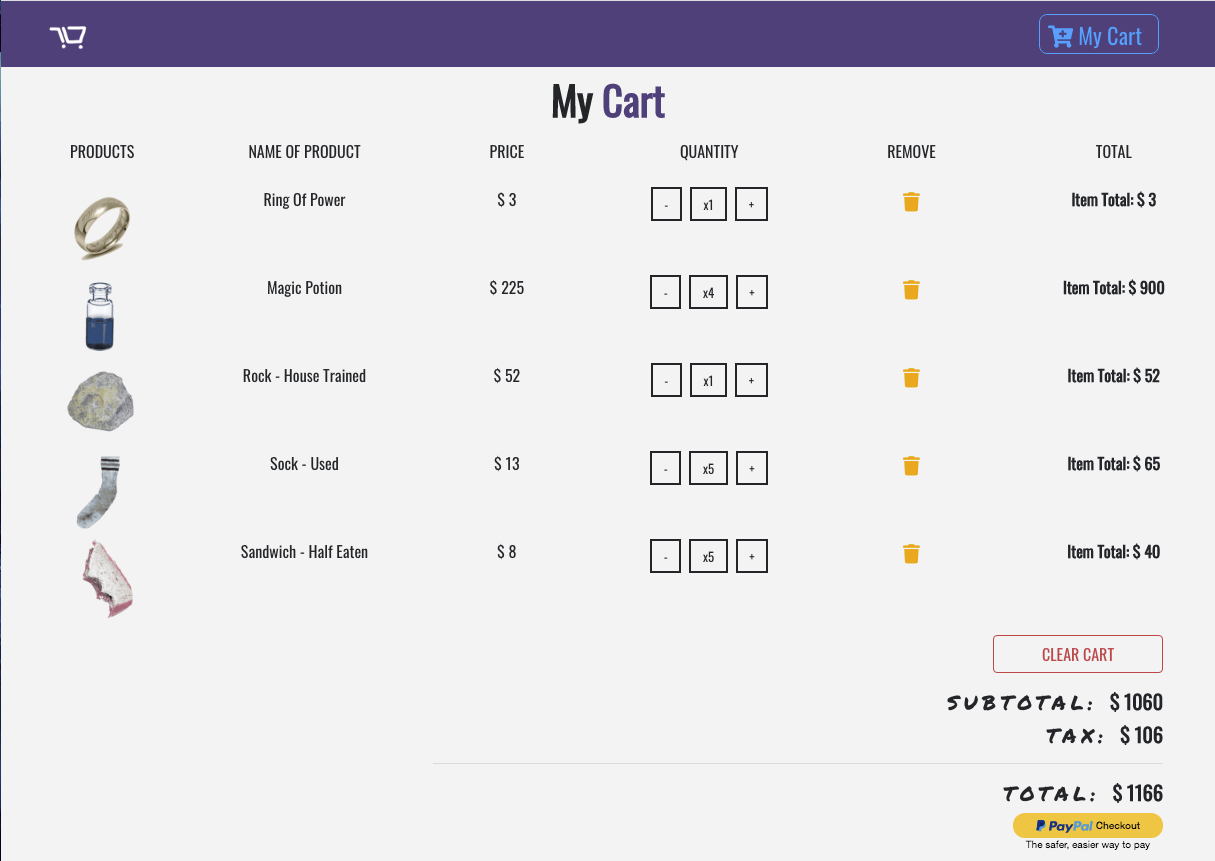 My Cart
My Cart
PRODUCTS NAME OF PRODUCT PRICE QUANTITY REMOVE TOTAL
Ring Of Power $ 3 - x1 + Item Total: $ 3
Magic Potion $ 225 - x4 + Item Total: $ 900
Rock - House Trained $ 52 - x1 + Item Total: $ 52
Sock - Used $ 13 - x5 + Item Total: $ 65
Sandwich - Half Eaten $ 8 - x5 + Item Total: $ 40
CLEAR CART
SUBTOTAL: $ 1060
TAX: $ 106
TOTAL: $ 1166
PayPal Checkout
The safer, easier way to pay